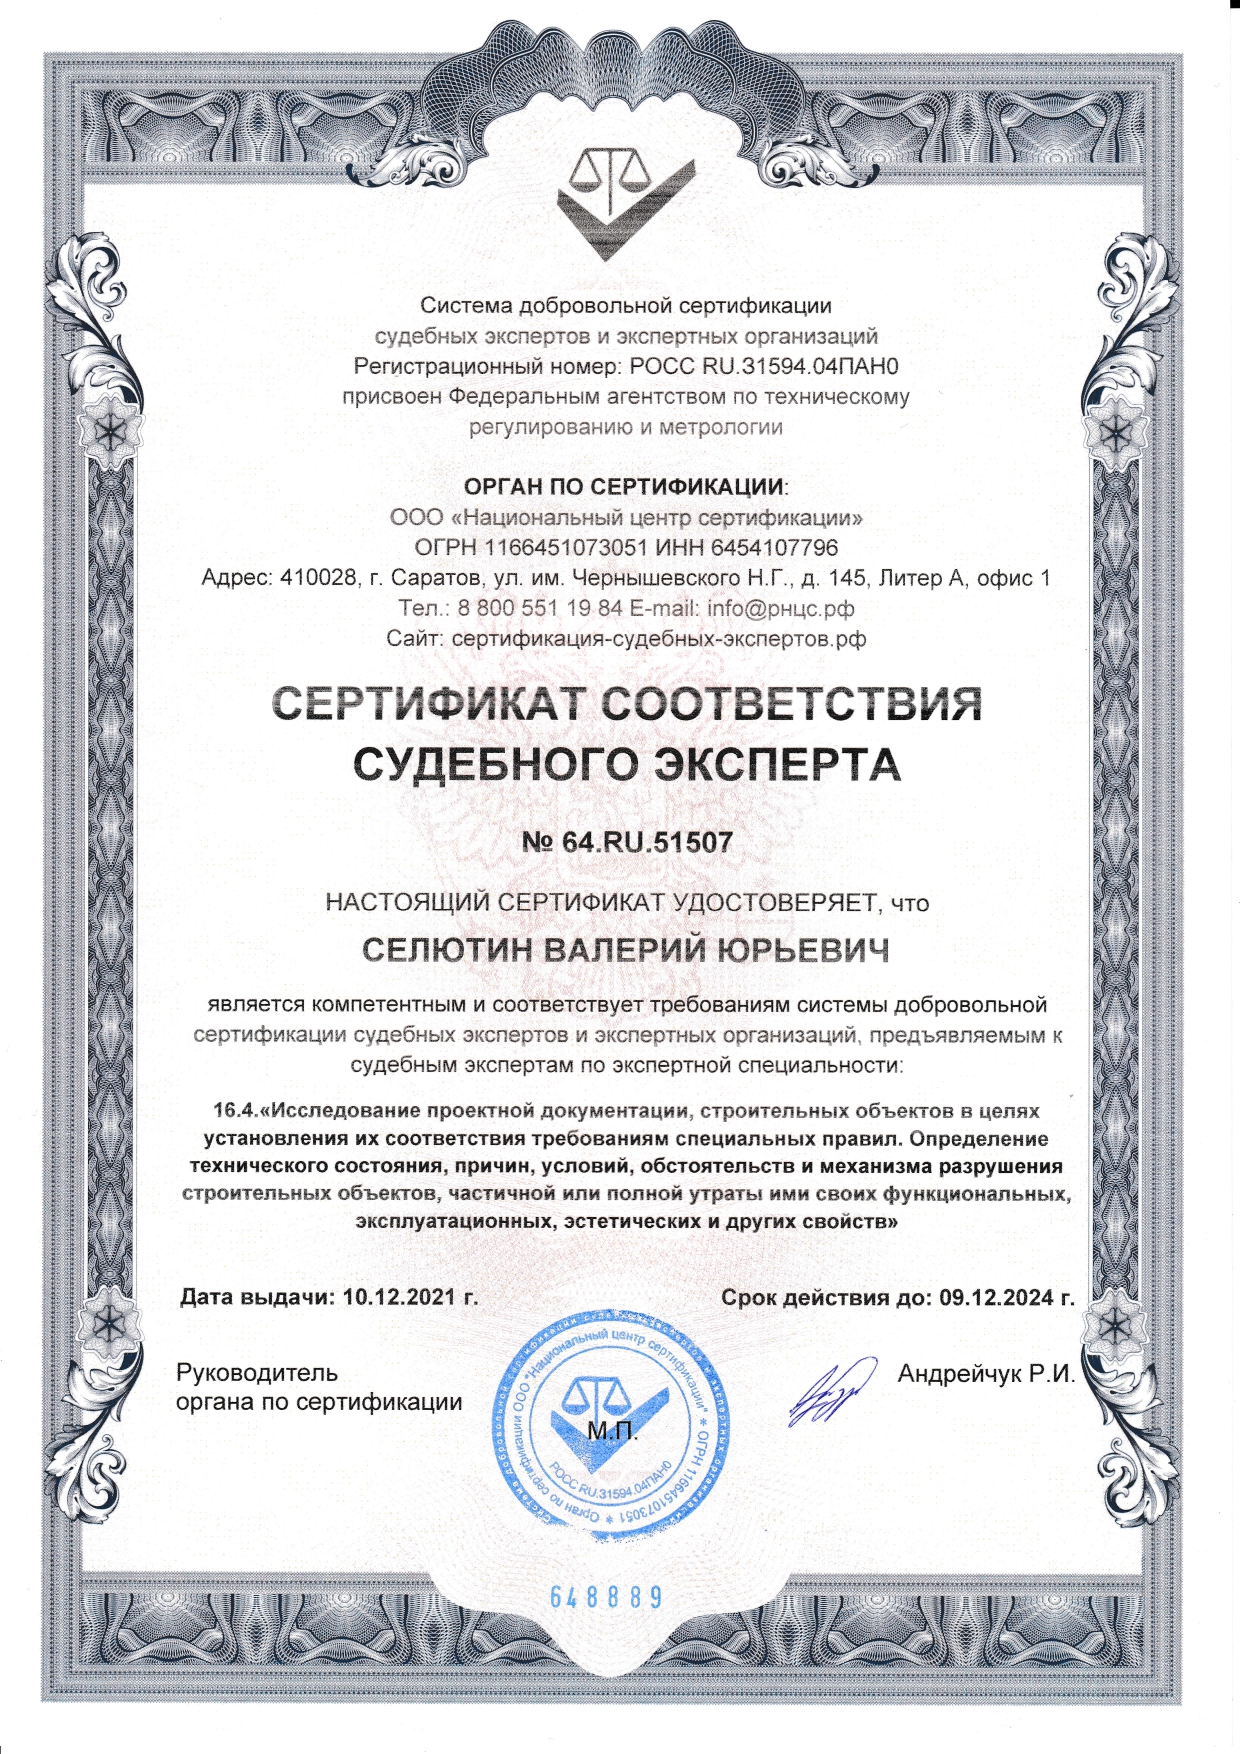 Система добровольной сертификации
судебных экспертов и экспертных организаций
Регистрационный номер: РОСС RU.31594.04ПАН0
присвоен Федеральным агентством по техническому
регулированию и метрологии
ОРГАН ПО СЕРТИФИКАЦИИ:
ООО «Национальный центр сертификации»
ОГРН 1166451073051 ИНН 6454107796
Адрес: 410028, г. Саратов, ул. им. Чернышевского Н.Г., д. 145, Литер А, офис 1
Тел.: 8 800 551 19 84 E-mail: info@рнцс.рф
Сайт: сертификация-судебных-экспертов.рф
СЕРТИФИКАТ СООТВЕТСТВИЯ
СУДЕБНОГО ЭКСПЕРТА
№ 64.RU.51507
НАСТОЯЩИЙ СЕРТИФИКАТ УДОСТОВЕРЯЕТ, что
СЕЛЮТИН ВАЛЕРИЙ ЮРЬЕВИЧ
является компетентным и соответствует требованиям системы добровольной
сертификации судебных экспертов и экспертных организаций, предъявляемым к
судебным экспертам по экспертной специальности:
16.4.«Исследование проектной документации, строительных объектов в целях
установления их соответствия требованиям специальных правил. Определение
технического состояния, причин, условий, обстоятельств и механизма разрушения
строительных объектов, частичной или полной утраты ими своих функциональных,
эксплуатационных, эстетических и других свойств»
Дата выдачи: 10.12.2021 г.
Срок действия до: 09.12.2024 г.
Руководитель
органа по сертификации
Андрейчук Р.И.
Система добровольной сертификации судебных экспертов и экспертных организаций
Орган по сертификации ООО "Национальный центр сертификации" * ОГРН 1166451073051 *
М.П.
РОСС RU.31594.04ПАН0
648889